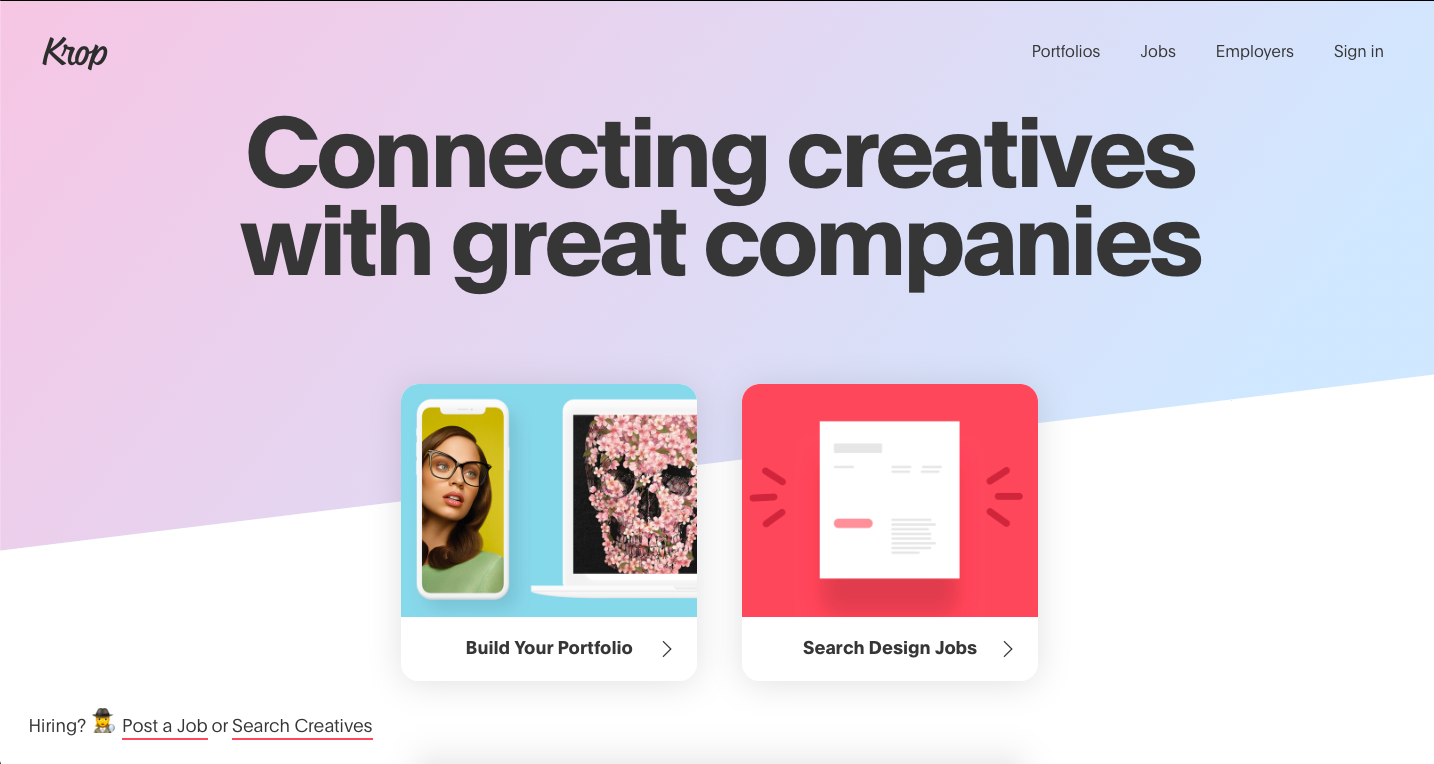 Krop
Portfolios
Jobs
Employers
Sign in
Connecting creatives
with great companies
Build Your Portfolio
Search Design Jobs
Hiring? 🕵️ Post a Job or Search Creatives